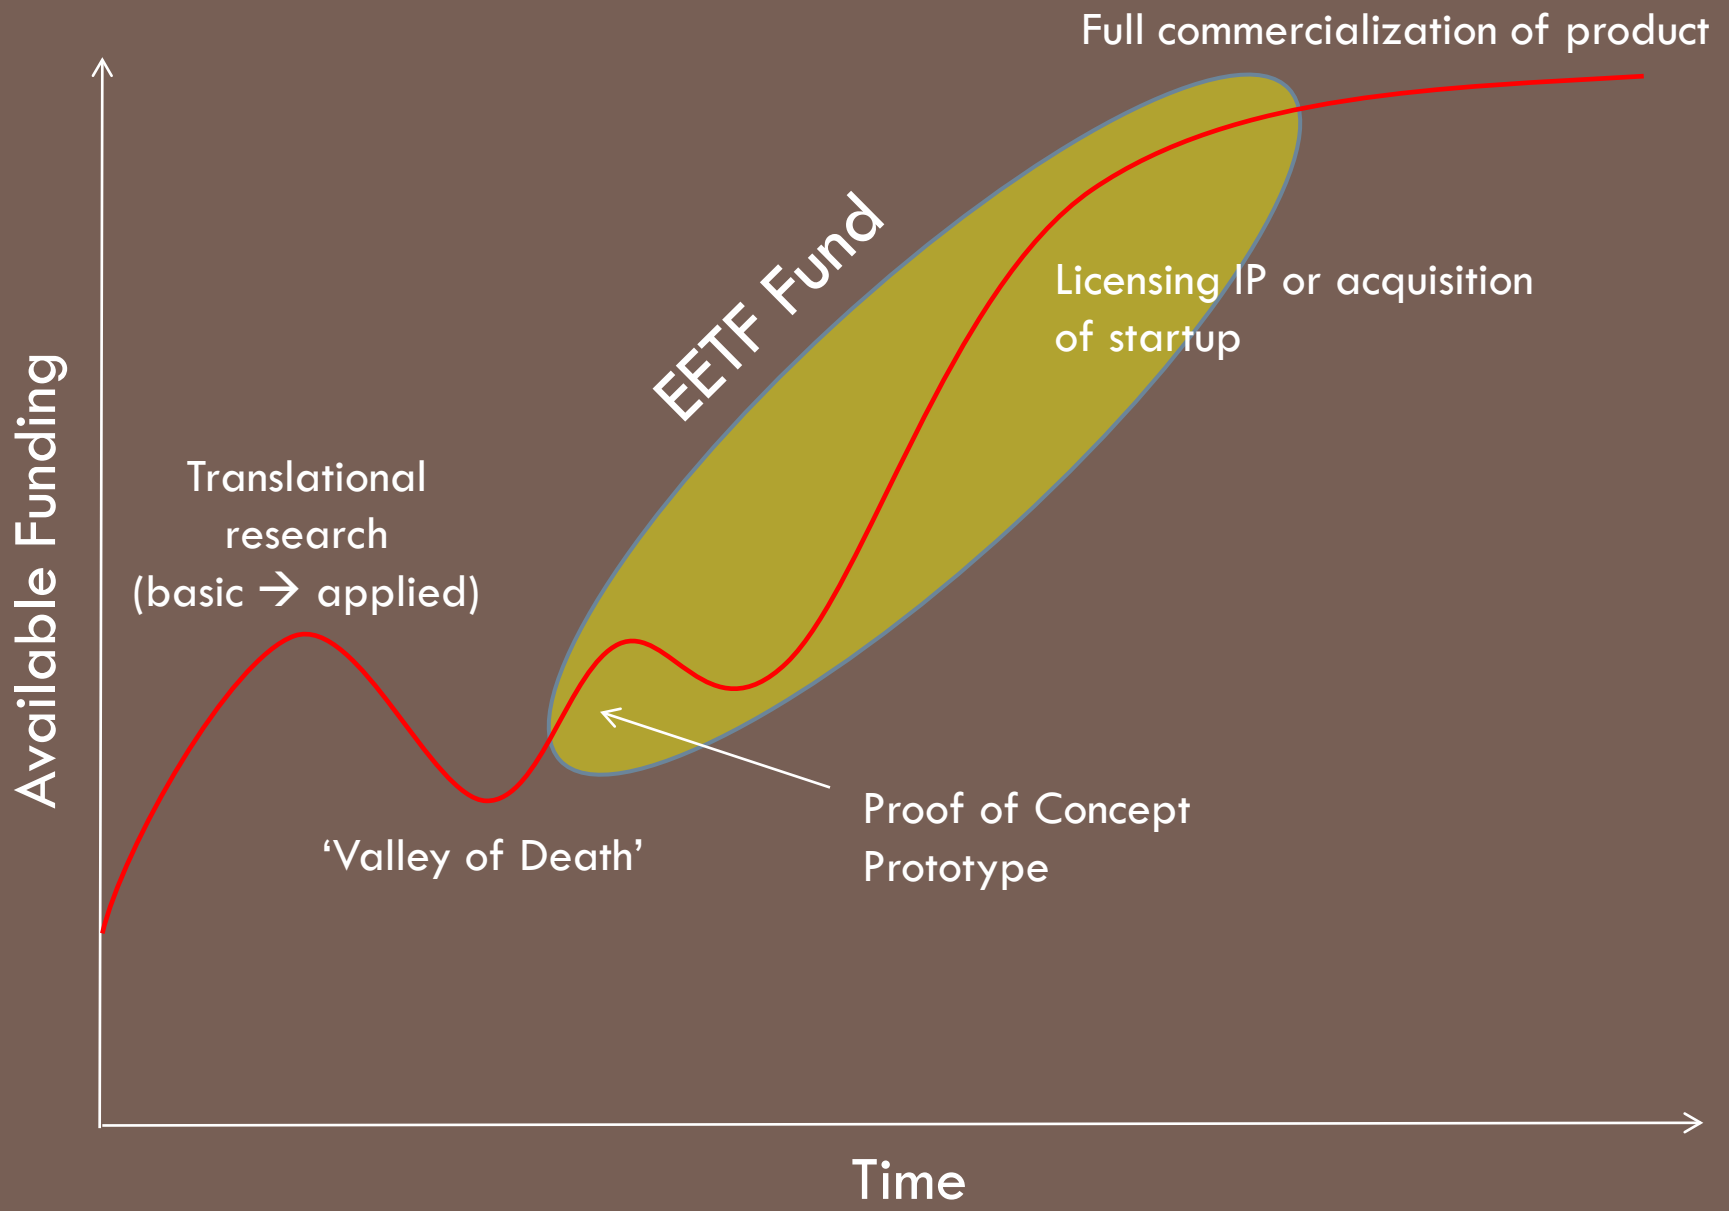 Full commercialization of product
EETF Fund
Licensing IP or acquisition
of startup
Available Funding
Translational
research
(basic → applied)
‘Valley of Death’
Proof of Concept
Prototype
Time